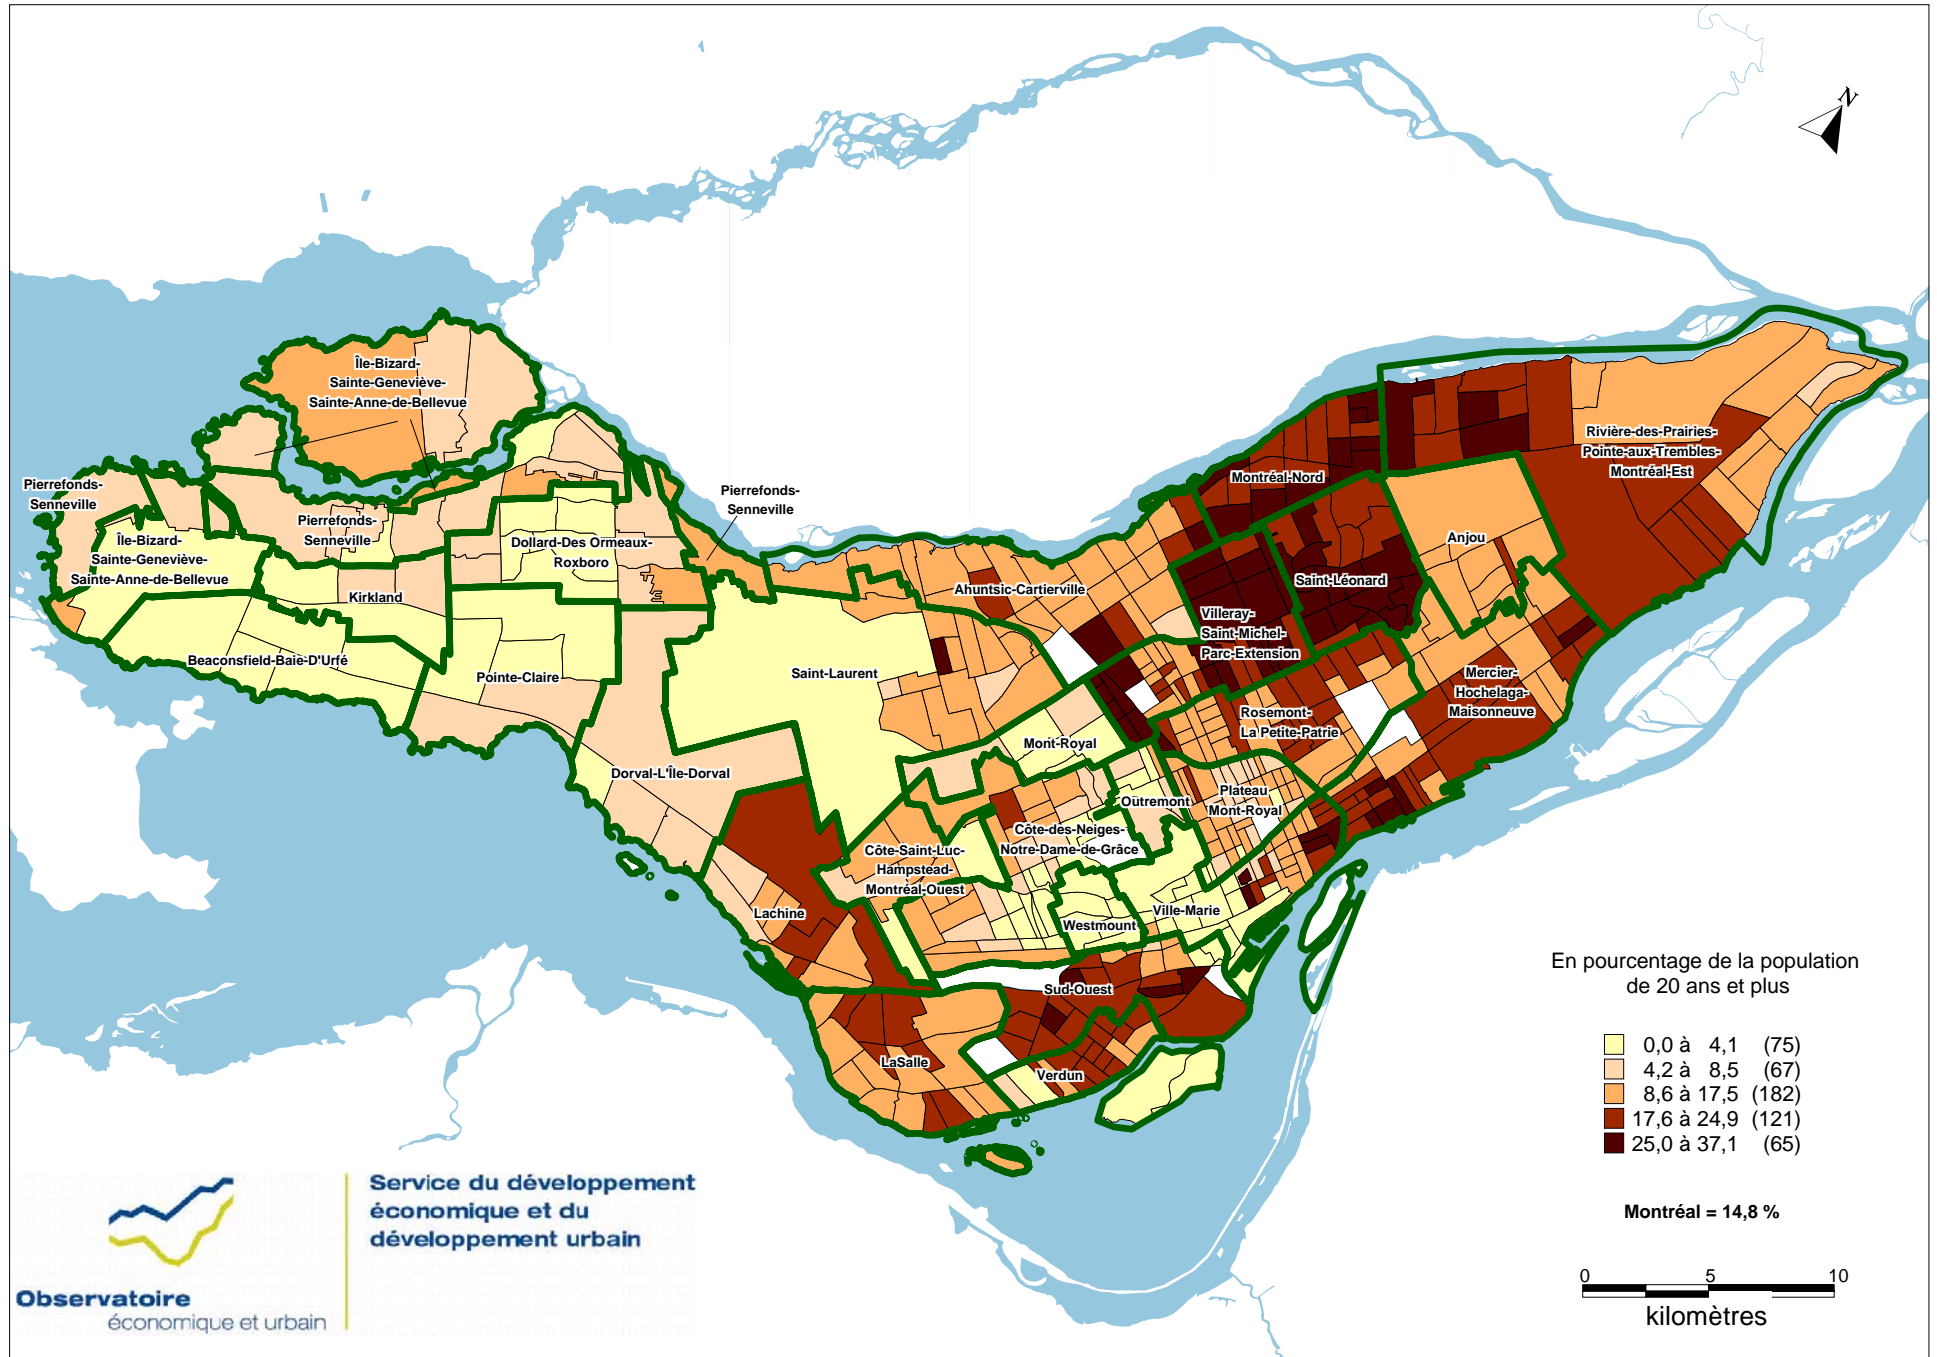 N
Île-Bizard-
Sainte-Geneviève-
Sainte-Anne-de-Bellevue
Pierrefonds-
Senneville
Pierrefonds-
Senneville
Île-Bizard-
Sainte-Geneviève-
Sainte-Anne-de-Bellevue
Pierrefonds-
Senneville
Dollard-Des Ormeaux-
Roxboro
Kirkland
Beaconsfield-Baie-D'Urfé
Pointe-Claire
Dorval-L'Île-Dorval
Saint-Laurent
Ahuntsic-Cartierville
Montréal-Nord
Rivière-des-Prairies-
Pointe-aux-Trembles-
Montréal-Est
Anjou
Saint-Léonard
Villeray-
Saint-Michel-
Parc-Extension
Mercier-
Hochelaga-
Maisonneuve
Rosemont-
La Petite-Patrie
Mont-Royal
Outremont
Plateau
Mont-Royal
Côte-des-Neiges-
Notre-Dame-de-Grâce
Côte-Saint-Luc-
Hampstead-
Montréal-Ouest
Lachine
Westmount
Ville-Marie
Sud-Ouest
LaSalle
Verdun
En pourcentage de la population
de 20 ans et plus
0,0 à 4,1 (75)
4,2 à 8,5 (67)
8,6 à 17,5 (182)
17,6 à 24,9 (121)
25,0 à 37,1 (65)
Montréal = 14,8 %
0 5 10
kilomètres
Service du développement
économique et du
développement urbain
Observatoire
économique et urbain